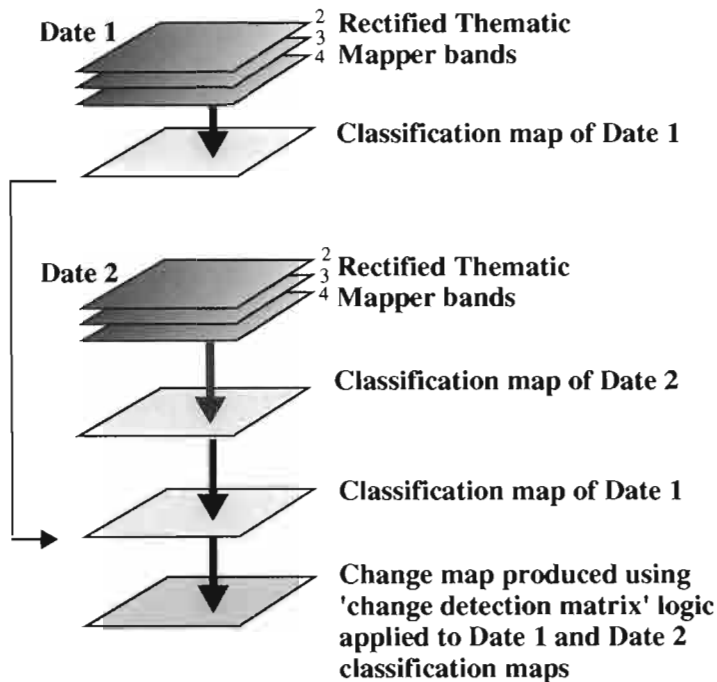 Date 1
2 Rectified Thematic
3
4 Mapper bands
Classification map of Date 1
Date 2
2 Rectified Thematic
3
4 Mapper bands
Classification map of Date 2
Classification map of Date 1
Change map produced using
'change detection matrix' logic
applied to Date 1 and Date 2
classification maps